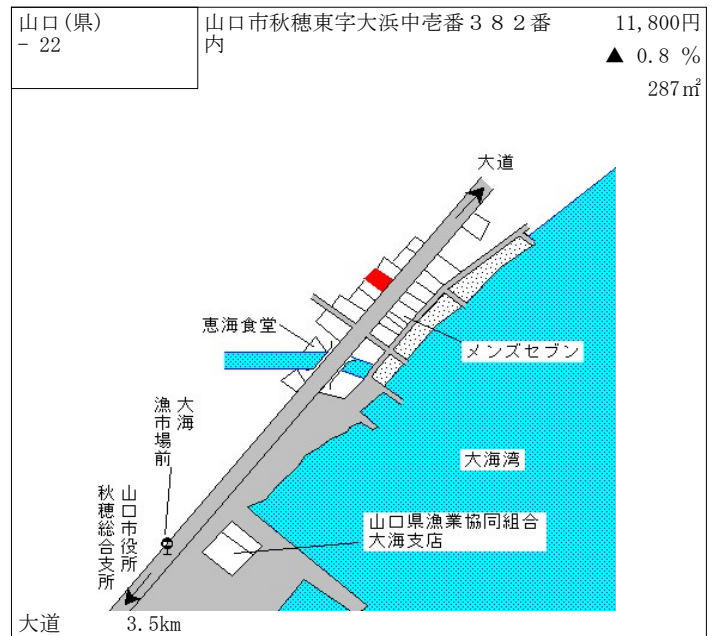 山口(県)
- 22
山口市秋穂東字大浜中壱番３８２番
内
11,800円
▲ 0.8 %
287㎡
大道
恵海食堂
メンズセブン
大海
漁市場前
大海湾
山口市役所
秋穂総合支所
山口県漁業協同組合
大海支店
大道 3.5km